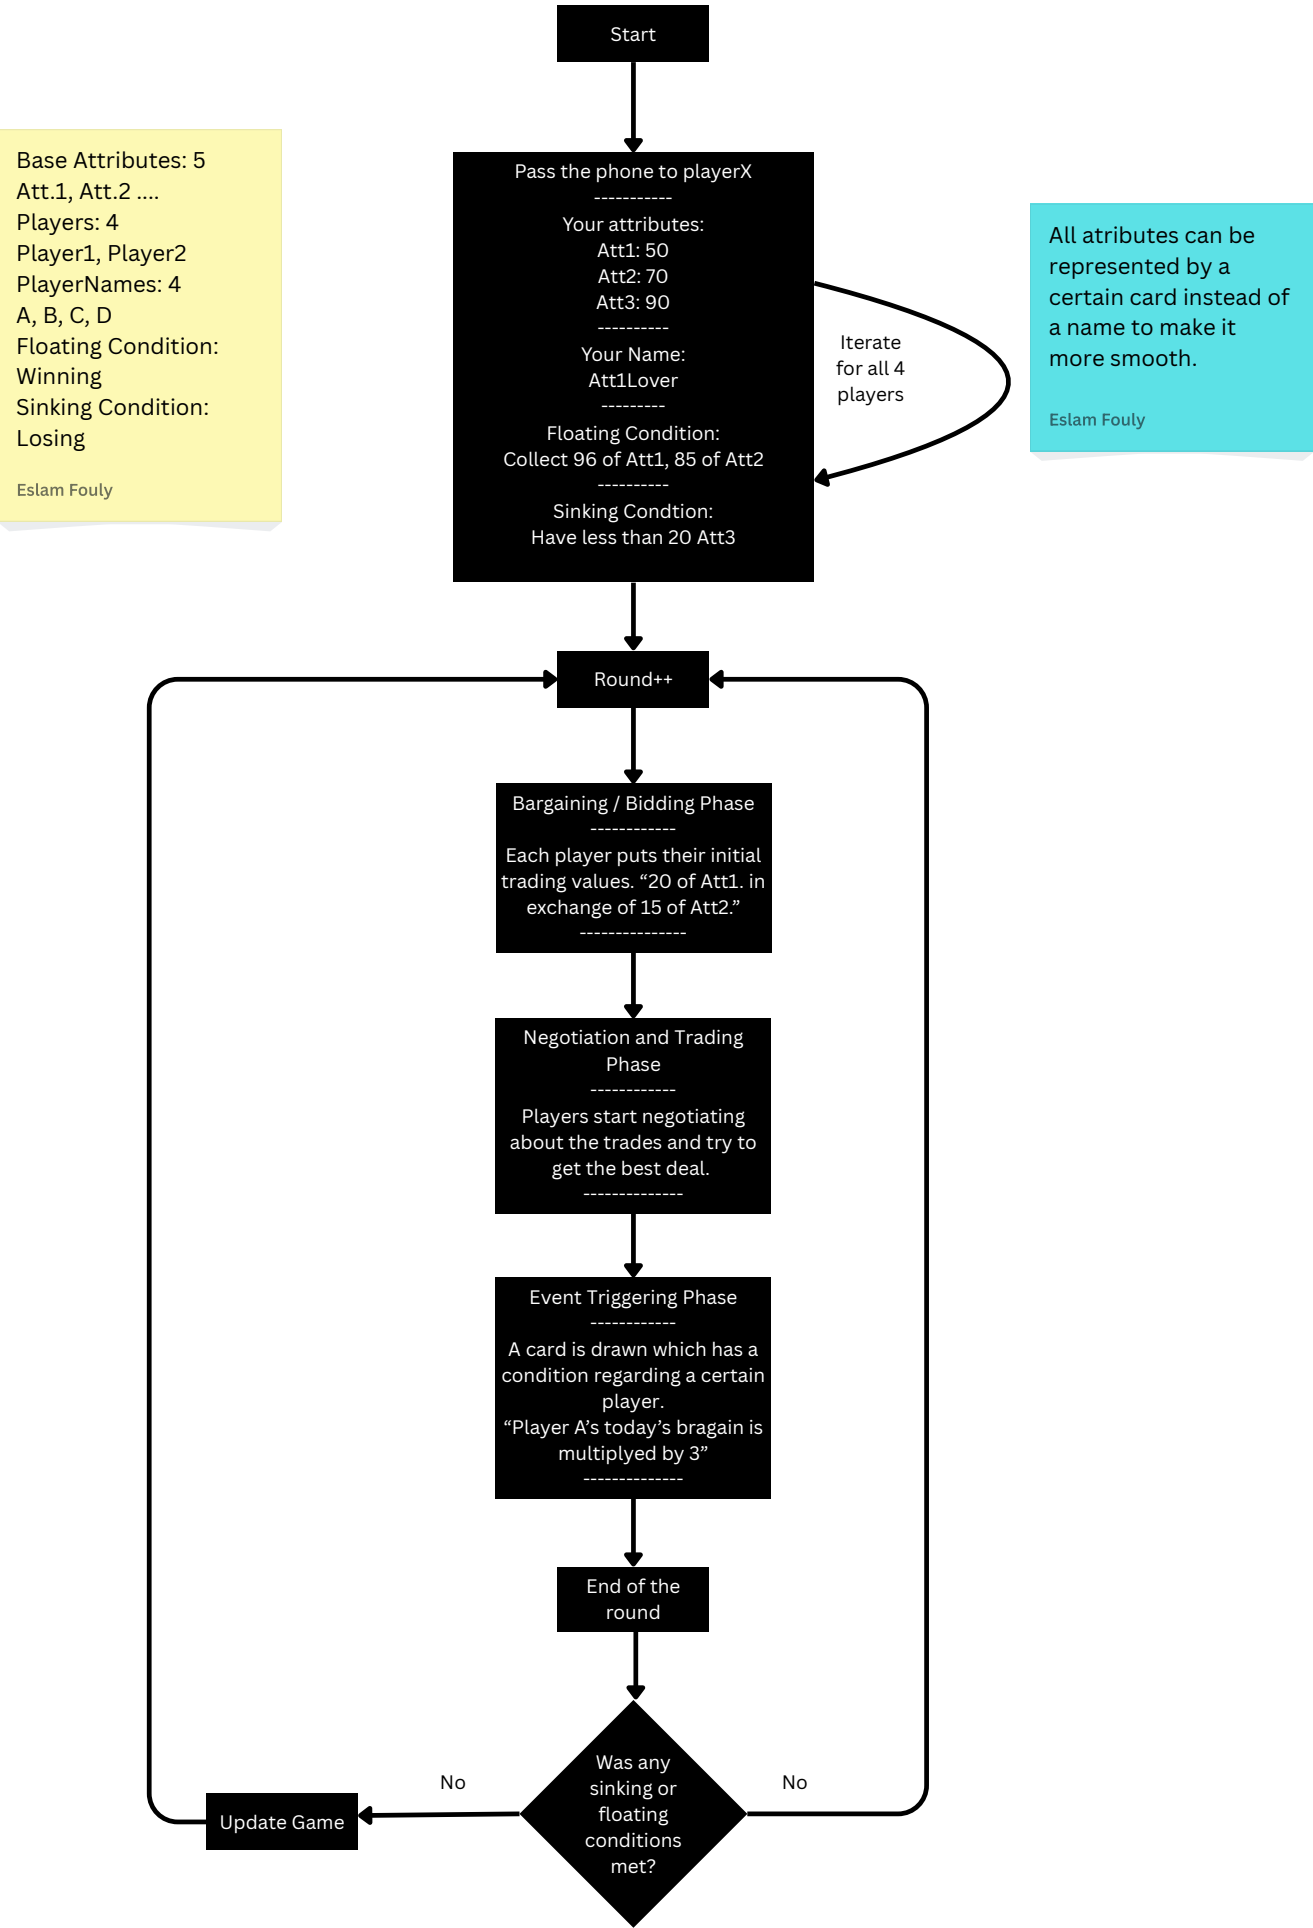 Start
Base Attributes: 5
Att.1, Att.2 ....
Players: 4
Player1, Player2
PlayerNames: 4
A, B, C, D
Floating Condition:
Winning
Sinking Condition:
Losing
Eslam Fouly
Pass the phone to playerX
-----------
Your attributes:
Att1: 50
Att2: 70
Att3: 90
----------
Your Name:
Att1Lover
---------
Floating Condition:
Collect 96 of Att1, 85 of Att2
----------
Sinking Condtion:
Have less than 20 Att3
Iterate
for all 4
players
All atributes can be
represented by a
certain card instead of
a name to make it
more smooth.
Eslam Fouly
Round++
Bargaining / Bidding Phase
------------
Each player puts their initial
trading values. “20 of Att1. in
exchange of 15 of Att2.”
---------------
Negotiation and Trading
Phase
------------
Players start negotiating
about the trades and try to
get the best deal.
--------------
Event Triggering Phase
------------
A card is drawn which has a
condition regarding a certain
player.
“Player A’s today’s bragain is
multiplyed by 3”
--------------
End of the
round
Was any
sinking or
floating
conditions
met?
No
No
Update Game